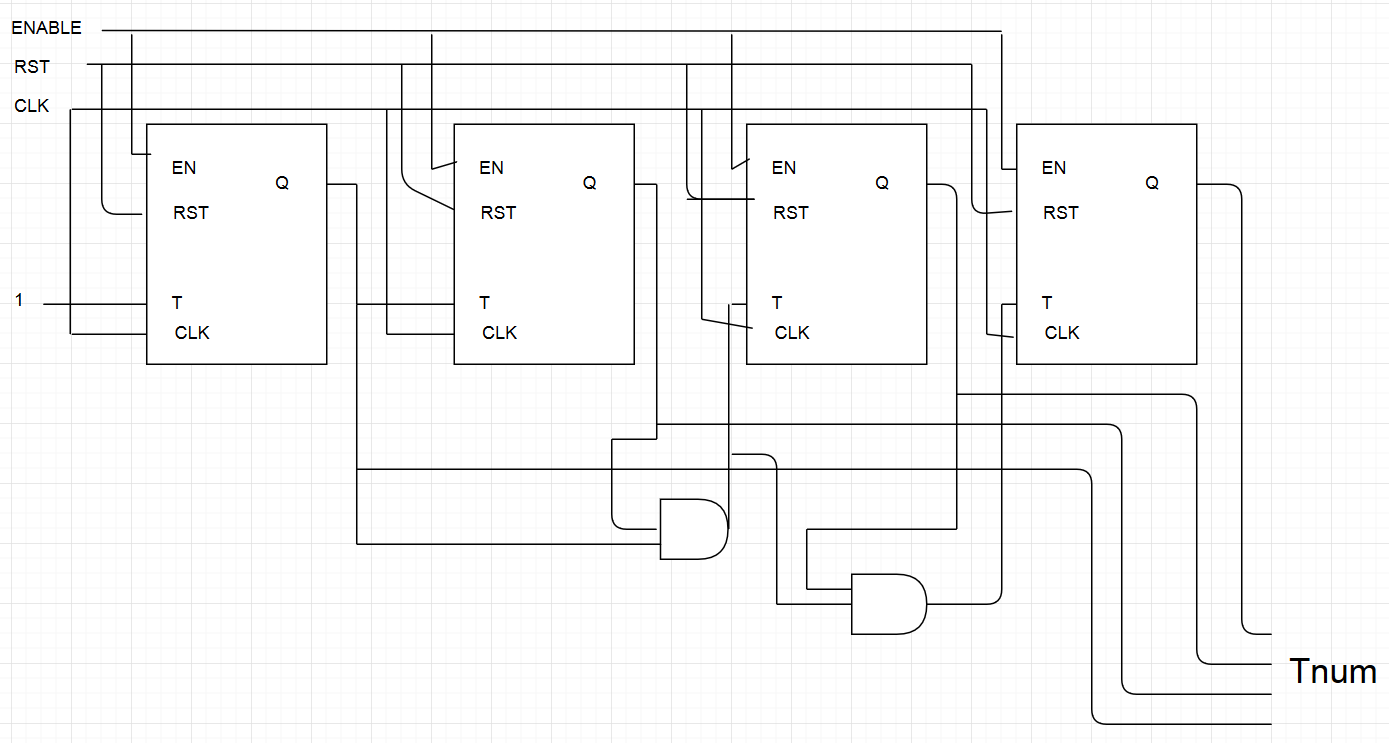 ENABLE
RST
CLK
EN
Q
RST
T
CLK
EN
Q
RST
T
CLK
EN
Q
RST
T
CLK
EN
Q
RST
T
CLK
1
Tnum